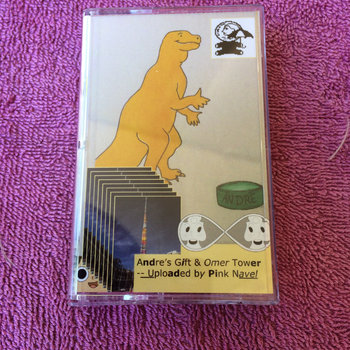 ANDRE
Andre's Gift & Omer Tower
-- Uploaded by Pink Navel